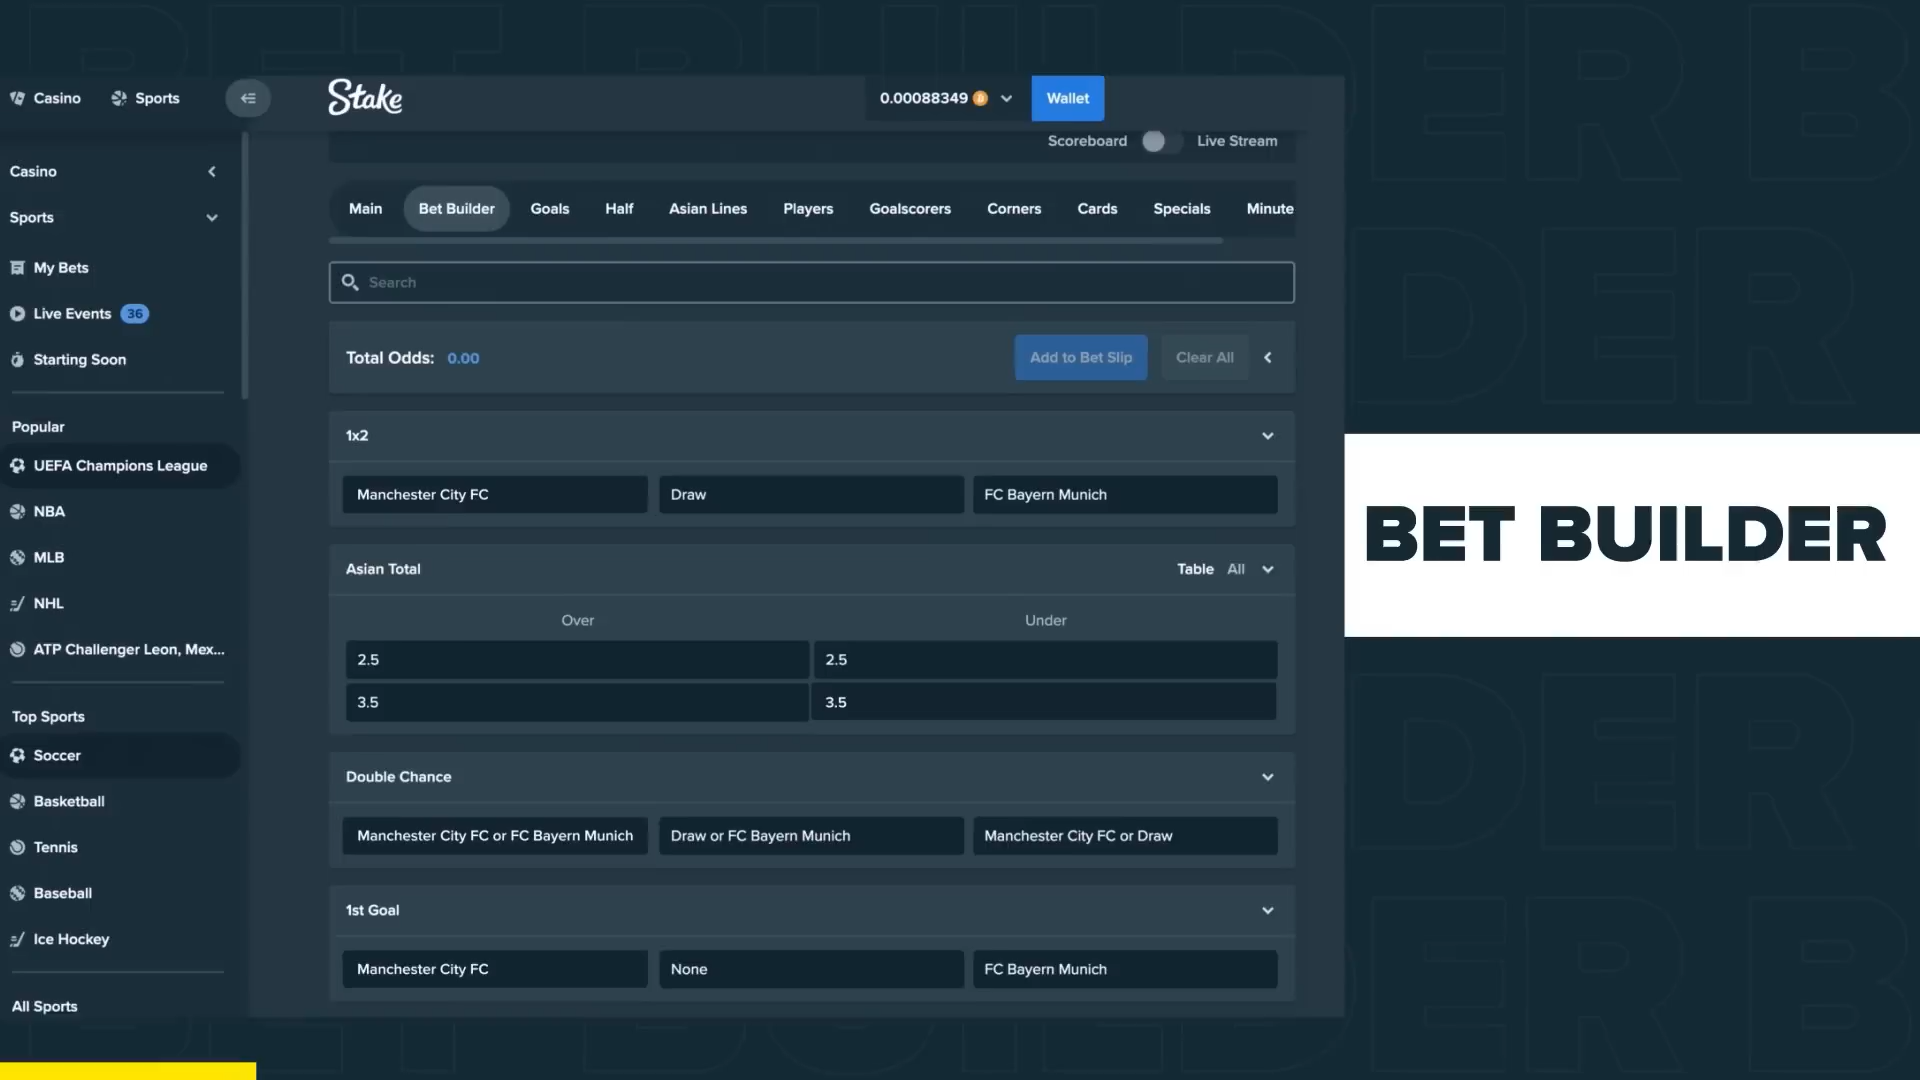 Casino
Sports
Stake
0.00088349
Wallet
Scoreboard
Live Stream
Casino
Sports
My Bets
Live Events 36
Starting Soon
Popular
UEFA Champions League
NBA
MLB
NHL
ATP Challenger Leon, Mex...
Top Sports
Soccer
Basketball
Tennis
Baseball
Ice Hockey
All Sports
Main
Bet Builder
Goals
Half
Asian Lines
Players
Goalscorers
Corners
Cards
Specials
Minute
Search
Total Odds: 0.00
Add to Bet Slip
Clear All
1x2
Manchester City FC
Draw
FC Bayern Munich
Asian Total
Table All
Over
Under
2.5
2.5
3.5
3.5
Double Chance
Manchester City FC or FC Bayern Munich
Draw or FC Bayern Munich
Manchester City FC or Draw
1st Goal
Manchester City FC
None
FC Bayern Munich
BET BUILDER